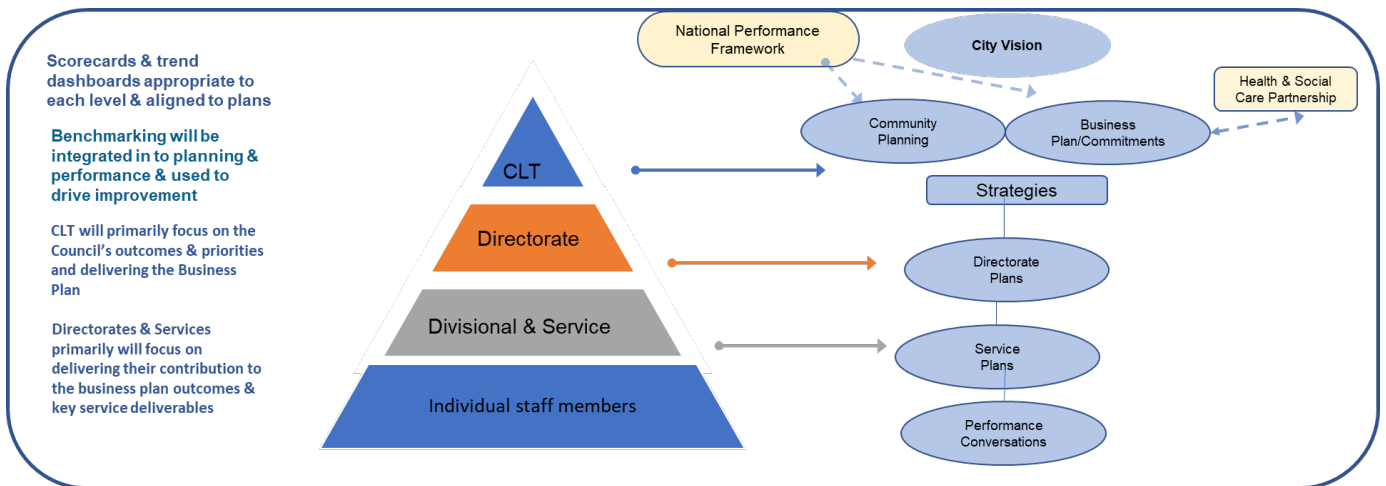 Scorecards & trend
dashboards appropriate to
each level & aligned to plans
Benchmarking will be
integrated in to planning &
performance & used to
drive improvement
CLT will primarily focus on the
Council's outcomes & priorities
and delivering the Business
Plan
Directorates & Services
primarily will focus on
delivering their contribution to
the business plan outcomes &
key service deliverables
CLT
Directorate
Divisional & Service
Individual staff members
National Performance
Framework
City Vision
Health & Social
Care Partnership
Community
Planning
Business
Plan/Commitments
Strategies
Directorate
Plans
Service
Plans
Performance
Conversations